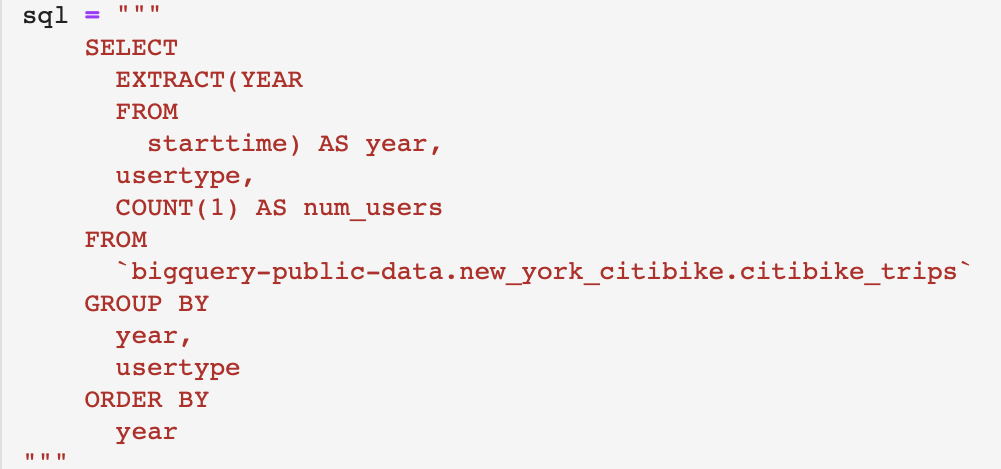 sql = """
    SELECT
      EXTRACT(YEAR
      FROM
        starttime) AS year,
      usertype,
      COUNT(1) AS num_users
    FROM
      `bigquery-public-data.new_york_citibike.citibike_trips`
    GROUP BY
      year,
      usertype
    ORDER BY
      year
"""